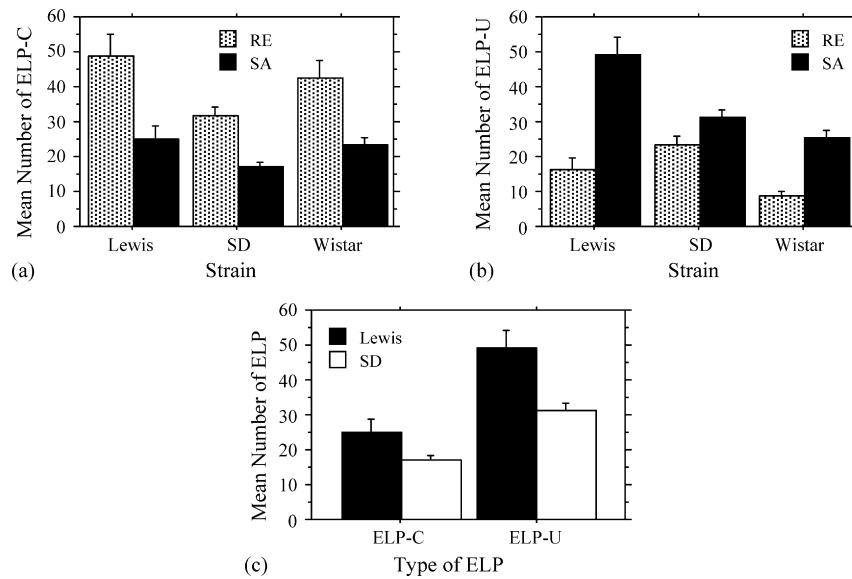 Mean Number of ELP-C
60
50
40
30
20
10
0
RE
SA
Lewis SD Wistar
(a) Strain
Mean Number of ELP-U
60
50
40
30
20
10
0
RE
SA
Lewis SD Wistar
(b) Strain
Mean Number of ELP
60
50
40
30
20
10
0
Lewis
SD
ELP-C ELP-U
(c) Type of ELP